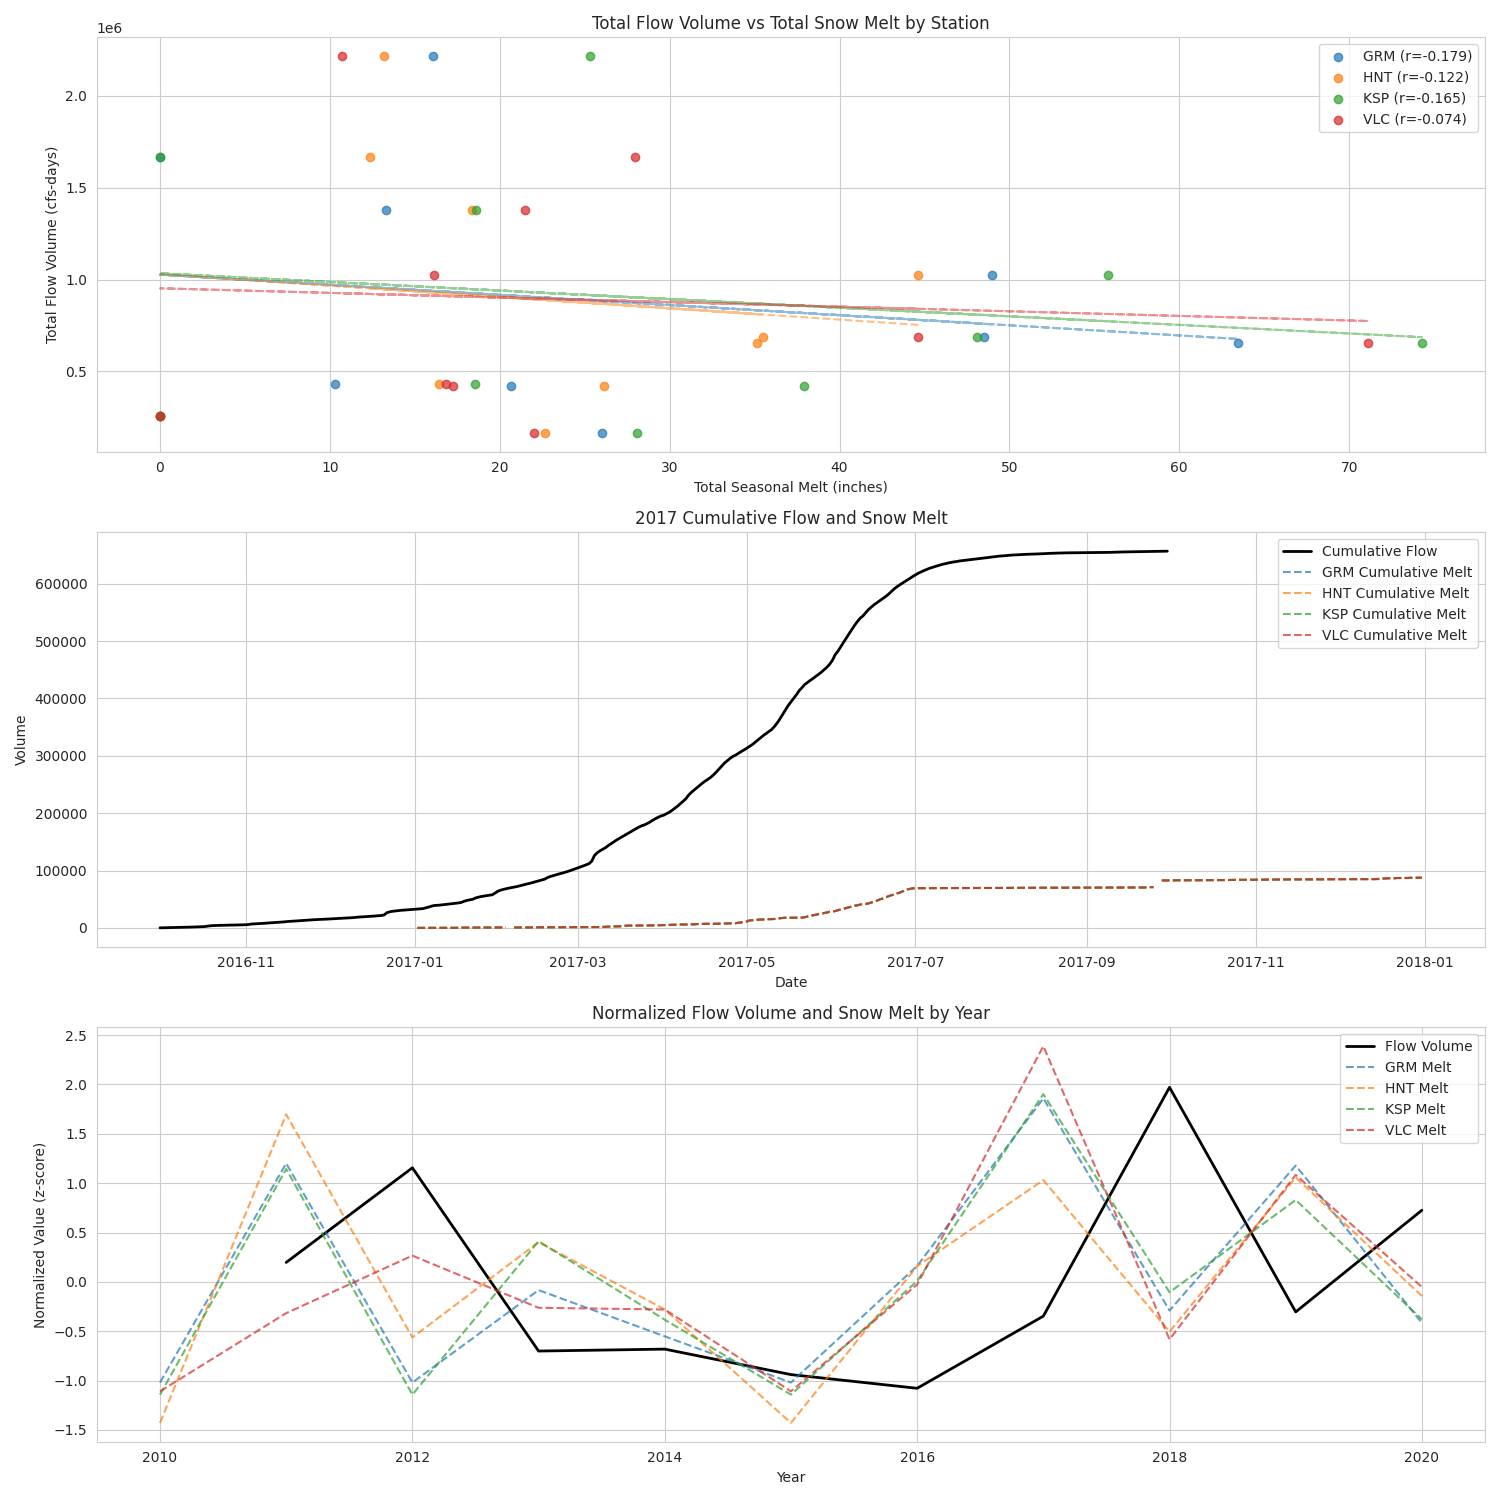 Total Flow Volume vs Total Snow Melt by Station
1e6
GRM (r=-0.179)
HNT (r=-0.122)
KSP (r=-0.165)
VLC (r=-0.074)
2.0
1.5
1.0
0.5
Total Flow Volume (cfs-days)
0 10 20 30 40 50 60 70
Total Seasonal Melt (inches)
2017 Cumulative Flow and Snow Melt
Cumulative Flow
GRM Cumulative Melt
HNT Cumulative Melt
KSP Cumulative Melt
VLC Cumulative Melt
600000
500000
400000
300000
200000
100000
0
Volume
2016-11 2017-01 2017-03 2017-05 2017-07 2017-09 2017-11 2018-01
Date
Normalized Flow Volume and Snow Melt by Year
Flow Volume
GRM Melt
HNT Melt
KSP Melt
VLC Melt
2.5
2.0
1.5
1.0
0.5
0.0
−0.5
−1.0
−1.5
Normalized Value (z-score)
2010 2012 2014 2016 2018 2020
Year